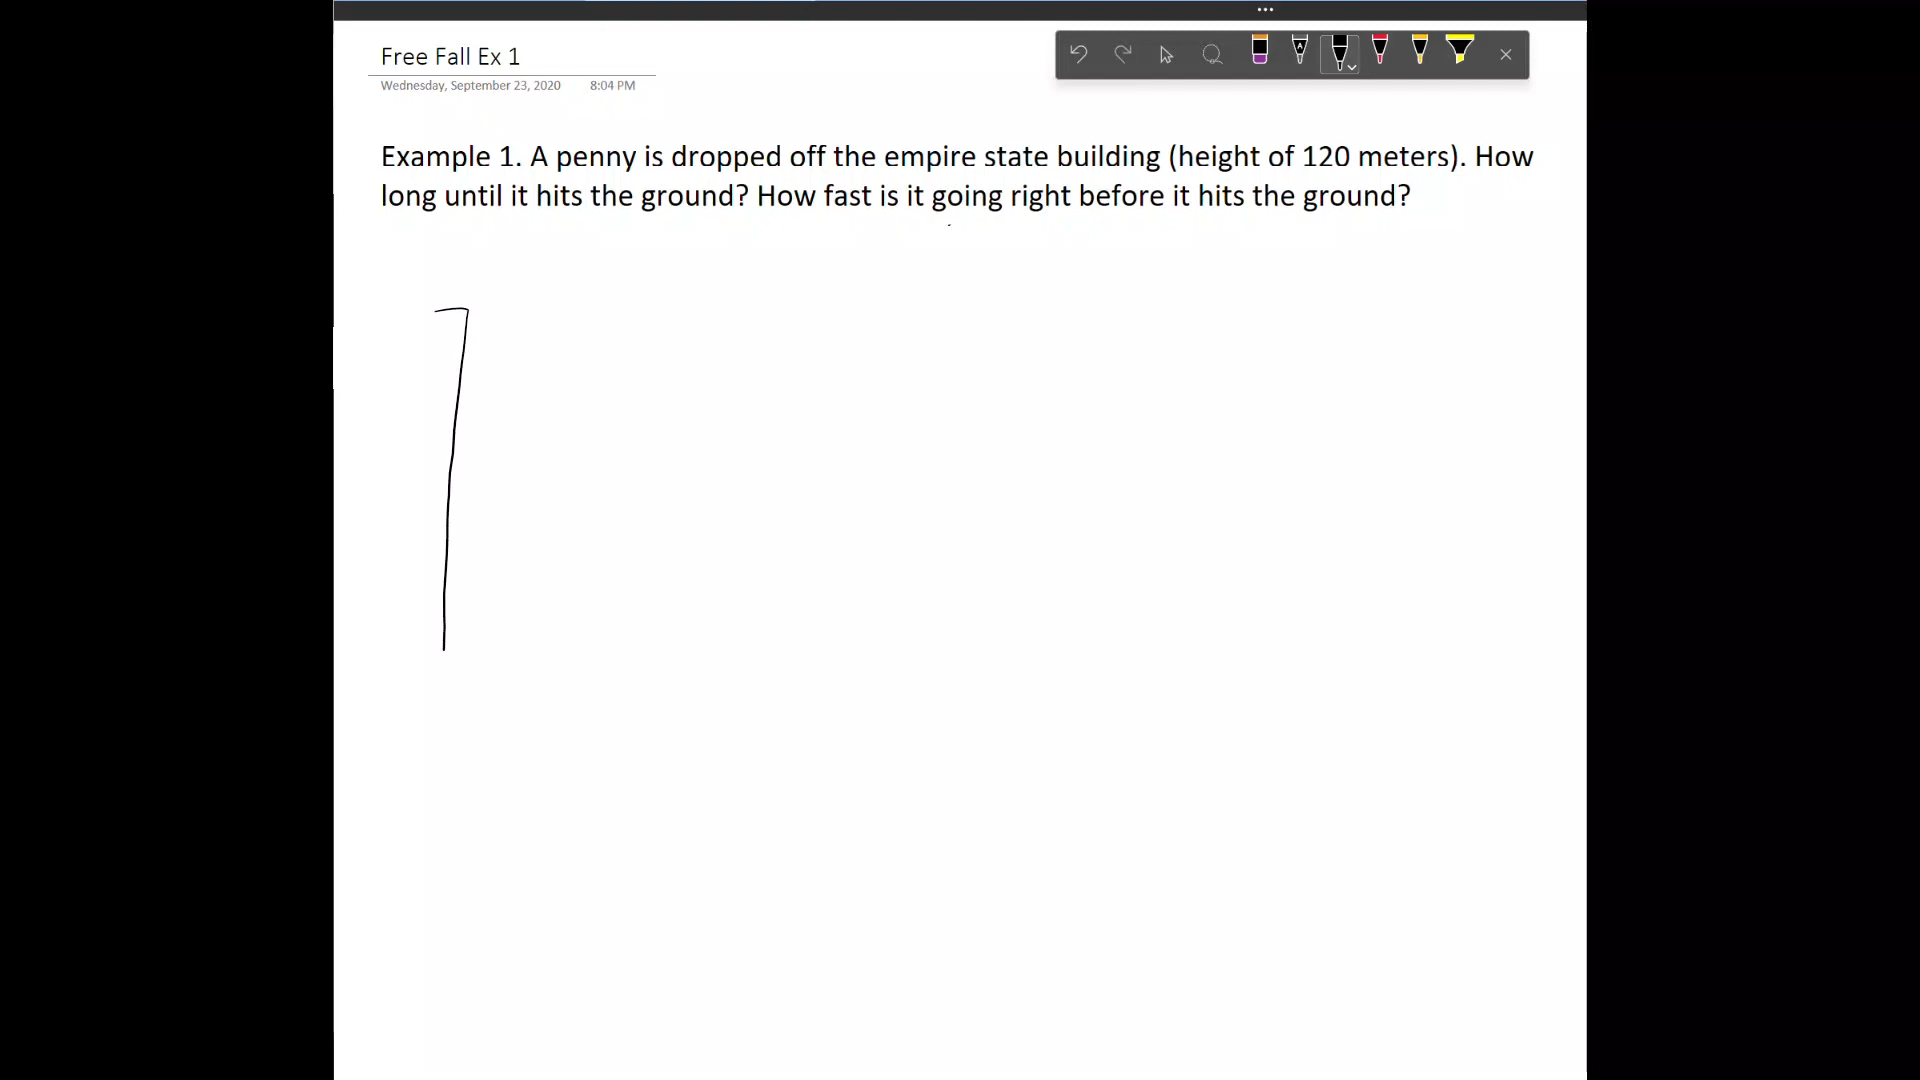 Free Fall Ex 1
Wednesday, September 23, 2020 8:04 PM
Example 1. A penny is dropped off the empire state building (height of 120 meters). How
long until it hits the ground? How fast is it going right before it hits the ground?